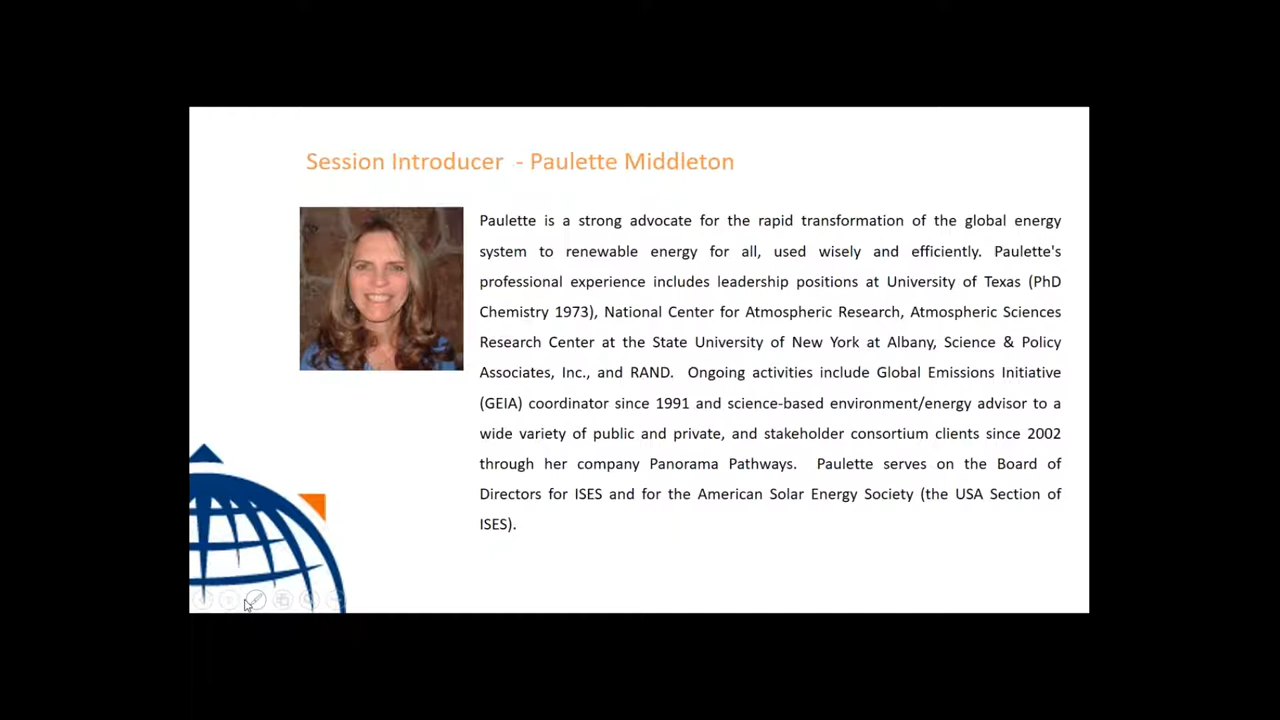 Session Introducer - Paulette Middleton
Paulette is a strong advocate for the rapid transformation of the global energy
system to renewable energy for all, used wisely and efficiently. Paulette's
professional experience includes leadership positions at University of Texas (PhD
Chemistry 1973), National Center for Atmospheric Research, Atmospheric Sciences
Research Center at the State University of New York at Albany, Science & Policy
Associates, Inc., and RAND. Ongoing activities include Global Emissions Initiative
(GEIA) coordinator since 1991 and science-based environment/energy advisor to a
wide variety of public and private, and stakeholder consortium clients since 2002
through her company Panorama Pathways. Paulette serves on the Board of
Directors for ISES and for the American Solar Energy Society (the USA Section of
ISES).